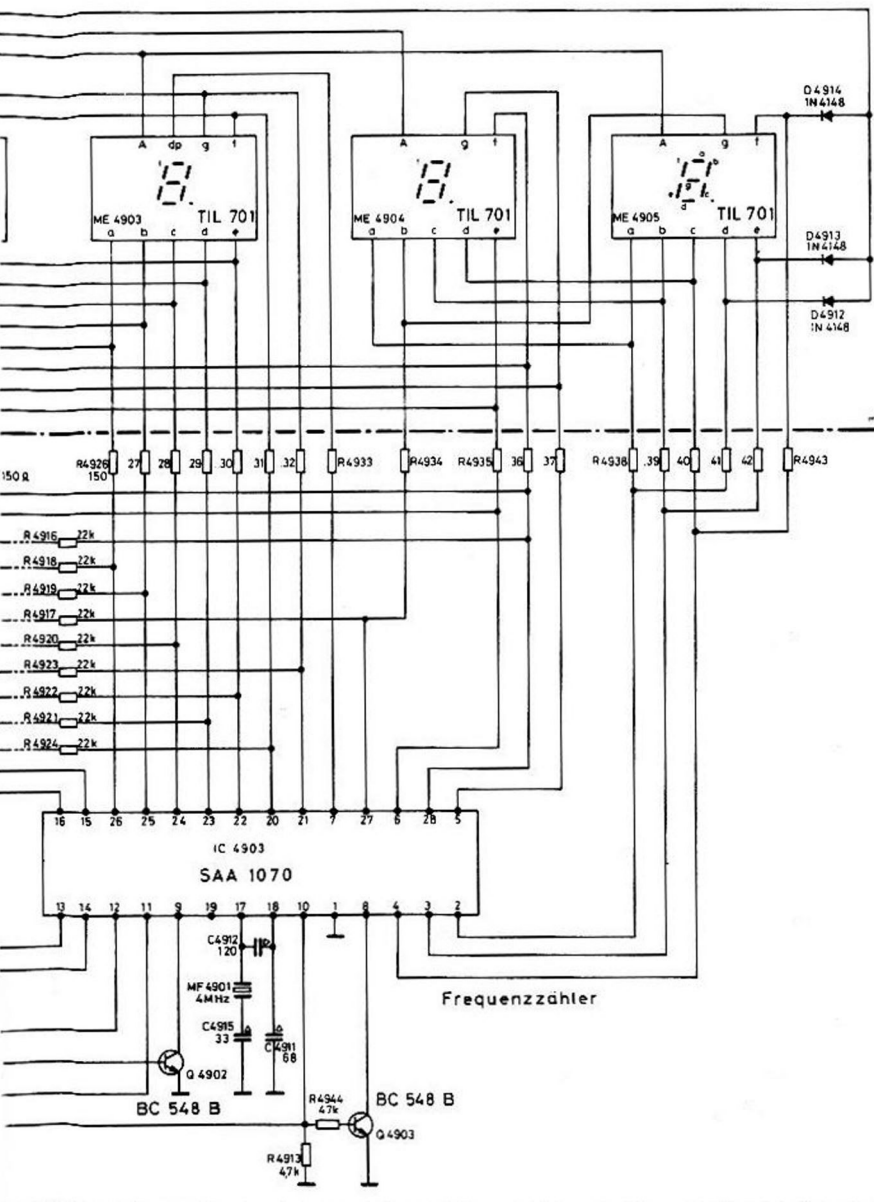 D4914
1N4148
A dp g f
A g f
A g f
a
f b
g
e c
d
ME 4903 TIL 701
ME 4904 TIL 701
ME 4905 TIL 701
a b c d e
a b c d e
a b c d e
D4913
1N4148
D4912
1N4148
150 Ω
R4926 27 28 29 30 31 32 R4933 R4934 R4935 36 37 R4938 39 40 41 42 R4943
150
R4916 22k
R4918 22k
R4919 22k
R4917 22k
R4920 22k
R4923 22k
R4922 22k
R4921 22k
R4924 22k
16 15 26 25 24 23 22 20 21 7 27 6 28 5
IC 4903
SAA 1070
13 14 12 11 9 19 17 18 10 1 8 4 3 2
C4912
120
MF4901
4MHz
C4915
33
C4911
68
Frequenzzähler
Q 4902
BC 548 B
R4944
47k
BC 548 B
Q4903
R4913
4,7k